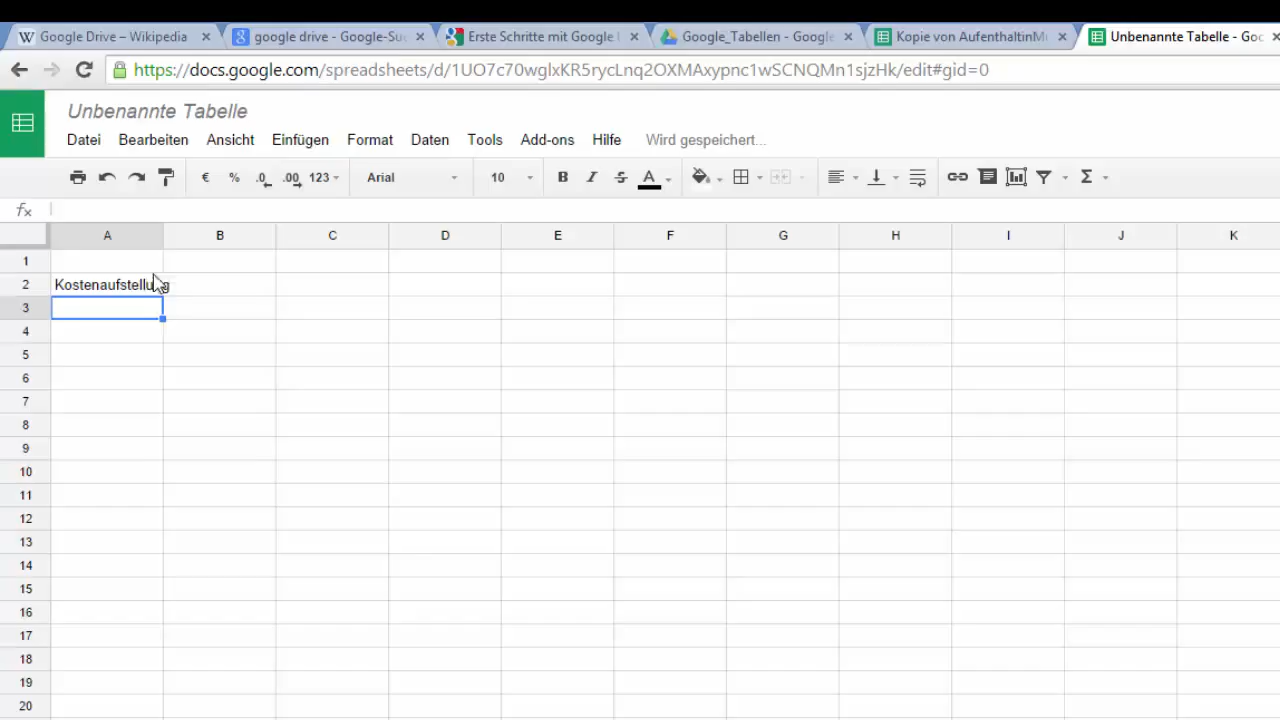 Google Drive – Wikipedia × google drive - Google-Su × Erste Schritte mit Google × Google_Tabellen - Google × Kopie von AufenthaltinM × Unbenannte Tabelle - Goo ×
https://docs.google.com/spreadsheets/d/1UO7c70wglxKR5rycLnq2OXMAxypnc1wSCNQMn1sjzHk/edit#gid=0
Unbenannte Tabelle
Datei Bearbeiten Ansicht Einfügen Format Daten Tools Add-ons Hilfe Wird gespeichert...
€ % .0 .00 123 Arial 10 B I S A Σ
fx
A B C D E F G H I J K
1
2 Kostenaufstellung
3
4
5
6
7
8
9
10
11
12
13
14
15
16
17
18
19
20